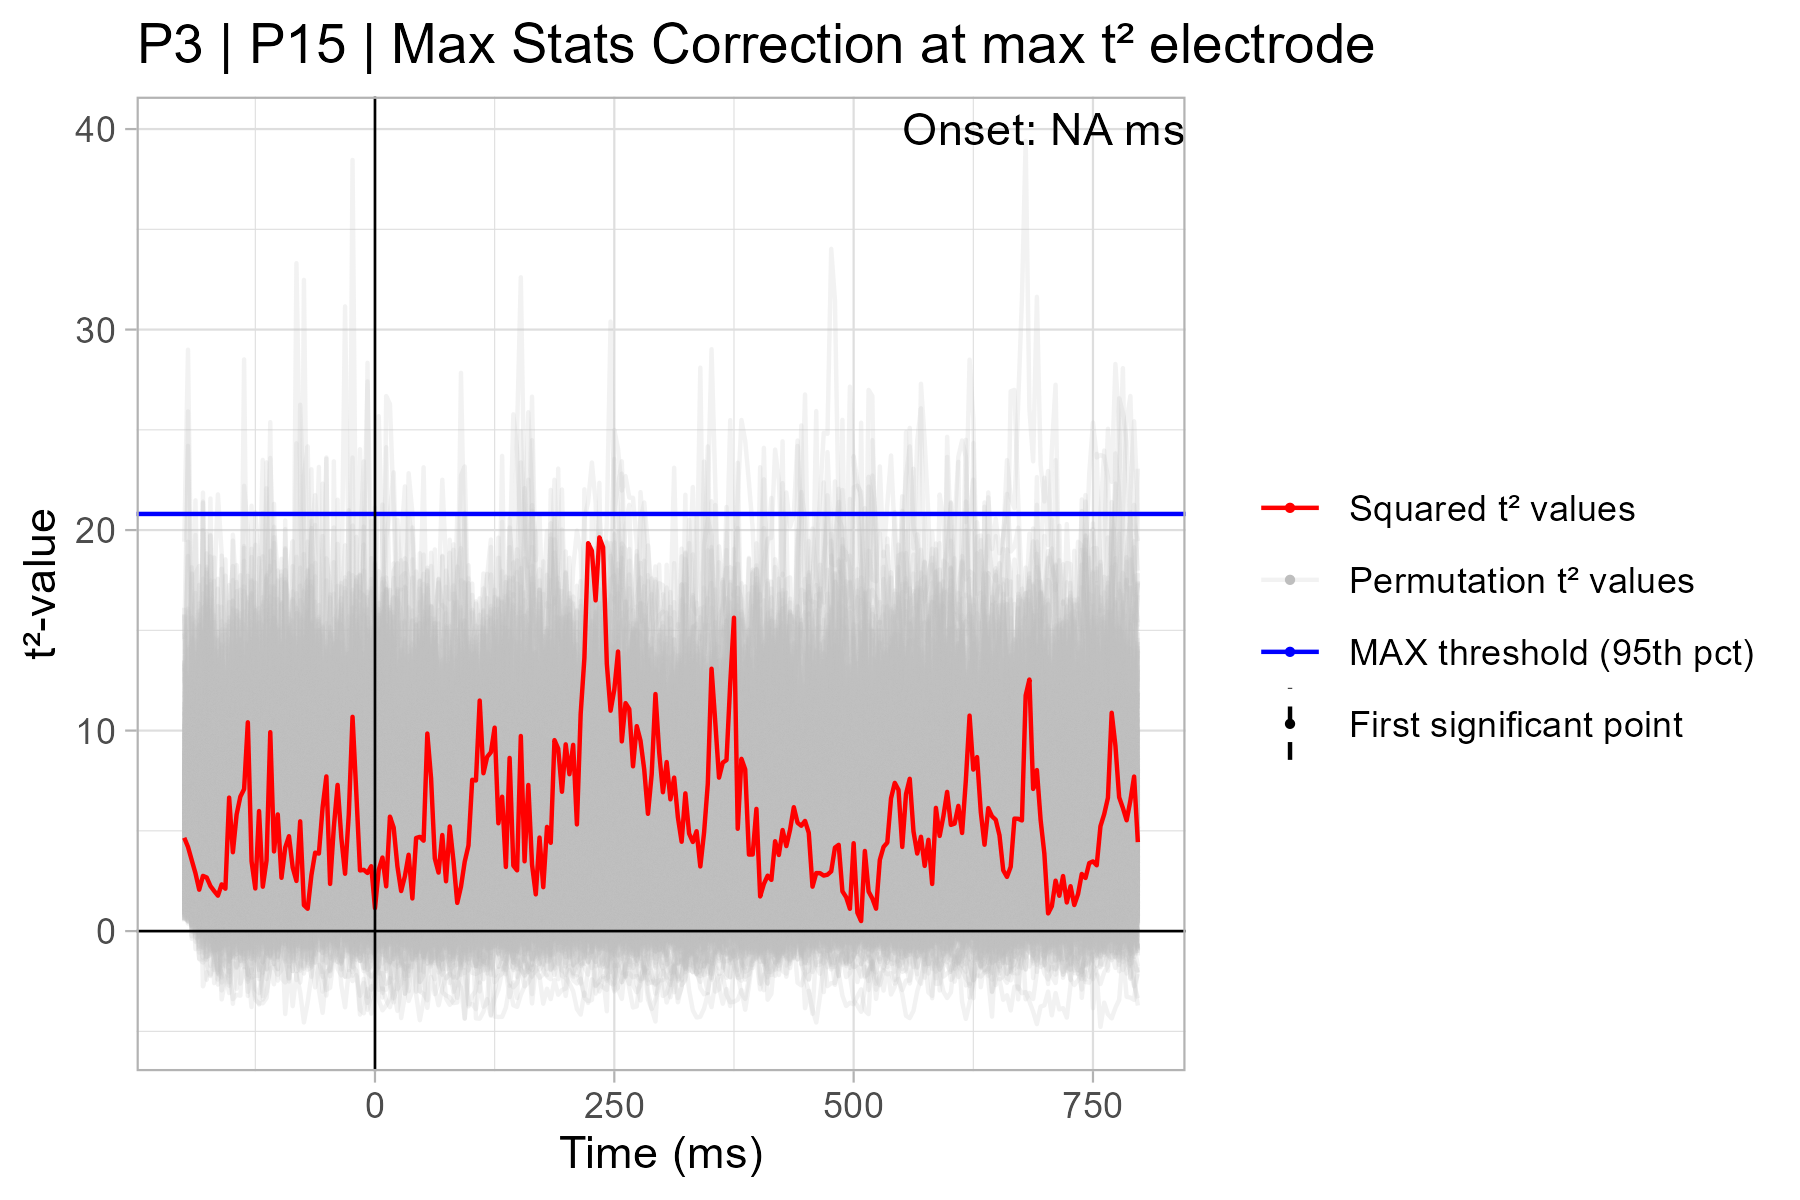 P3 | P15 | Max Stats Correction at max t² electrode
Onset: NA ms
40
30
20
10
0
t²-value
0
250
500
750
Time (ms)
Squared t² values
Permutation t² values
MAX threshold (95th pct)
First significant point